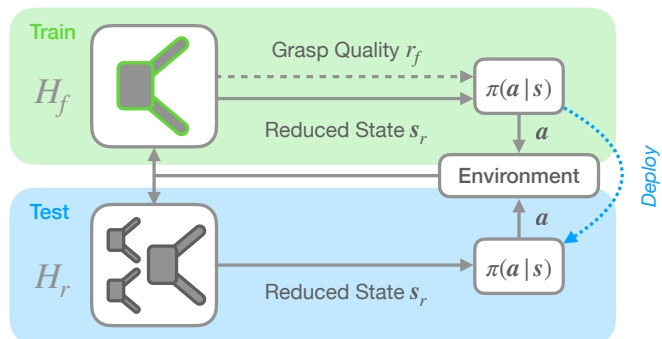 Train
Grasp Quality r_f
H_f
π(a | s)
Reduced State s_r
a
Environment
Deploy
Test
a
H_r
π(a | s)
Reduced State s_r